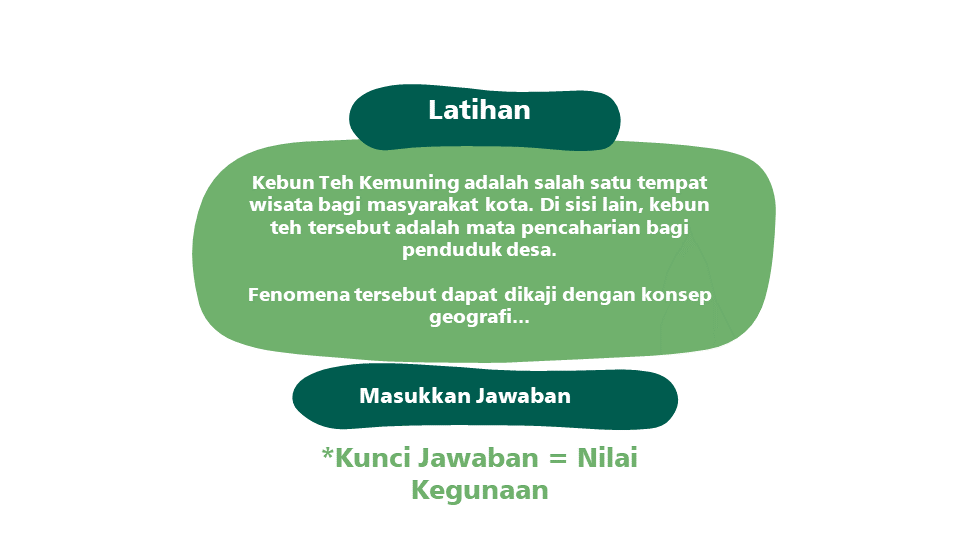 Latihan
Kebun Teh Kemuning adalah salah satu tempat
wisata bagi masyarakat kota. Di sisi lain, kebun
teh tersebut adalah mata pencaharian bagi
penduduk desa.
Fenomena tersebut dapat dikaji dengan konsep
geografi...
Masukkan Jawaban
*Kunci Jawaban = Nilai
Kegunaan